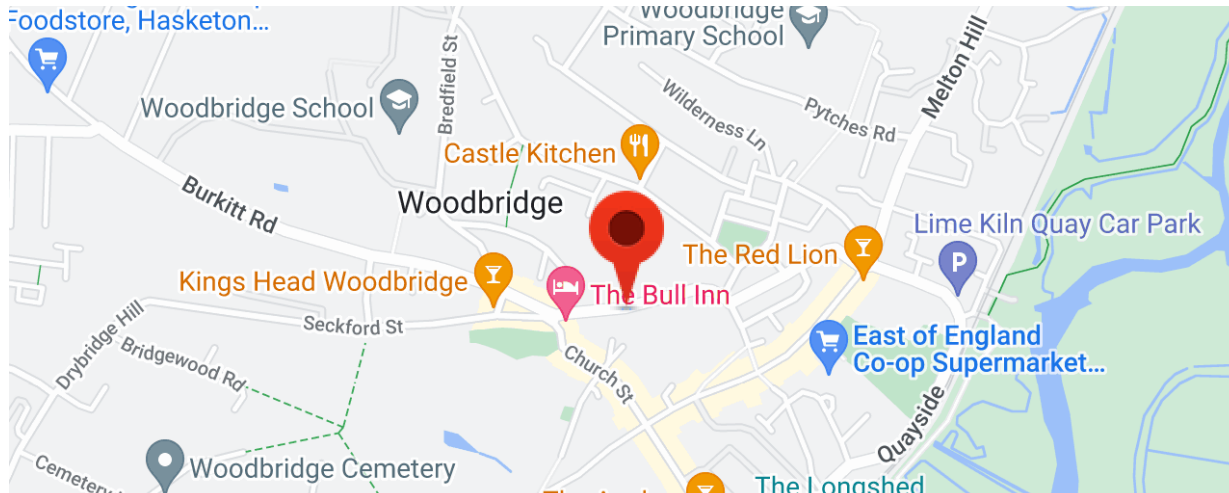 Foodstore, Hasketon...
Woodbridge
Primary School
Melton Hill
Woodbridge School
Bredfield St
Wilderness Ln
Pytches Rd
Castle Kitchen
Burkitt Rd
Woodbridge
Lime Kiln Quay Car Park
P
The Red Lion
Kings Head Woodbridge
The Bull Inn
Seckford St
East of England
Co-op Supermarket...
Drybridge Hill
Bridgewood Rd
Church St
Quayside
Woodbridge Cemetery
Cemetery
The Longshed